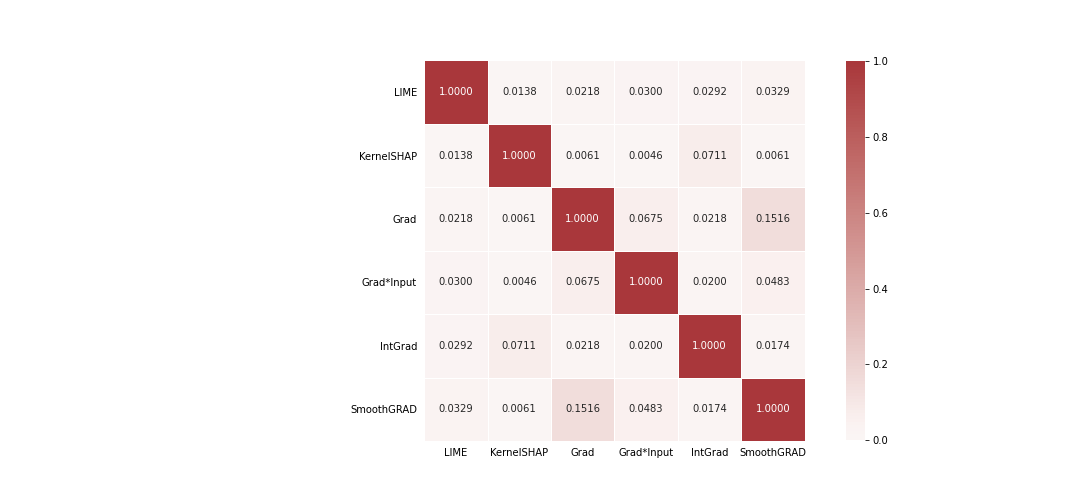 LIME 1.0000 0.0138 0.0218 0.0300 0.0292 0.0329
KernelSHAP 0.0138 1.0000 0.0061 0.0046 0.0711 0.0061
Grad 0.0218 0.0061 1.0000 0.0675 0.0218 0.1516
Grad*Input 0.0300 0.0046 0.0675 1.0000 0.0200 0.0483
IntGrad 0.0292 0.0711 0.0218 0.0200 1.0000 0.0174
SmoothGRAD 0.0329 0.0061 0.1516 0.0483 0.0174 1.0000
LIME KernelSHAP Grad Grad*Input IntGrad SmoothGRAD
1.0
0.8
0.6
0.4
0.2
0.0